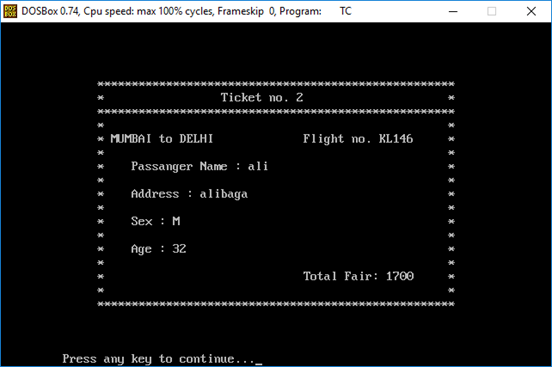 DOSBox 0.74, Cpu speed: max 100% cycles, Frameskip 0, Program: TC
****************************************************
* Ticket no. 2 *
****************************************************
* *
* MUMBAI to DELHI Flight no. KL146 *
* *
* Passanger Name : ali *
* *
* Address : alibaga *
* *
* Sex : M *
* *
* Age : 32 *
* *
* Total Fair: 1700 *
* *
****************************************************
Press any key to continue..._